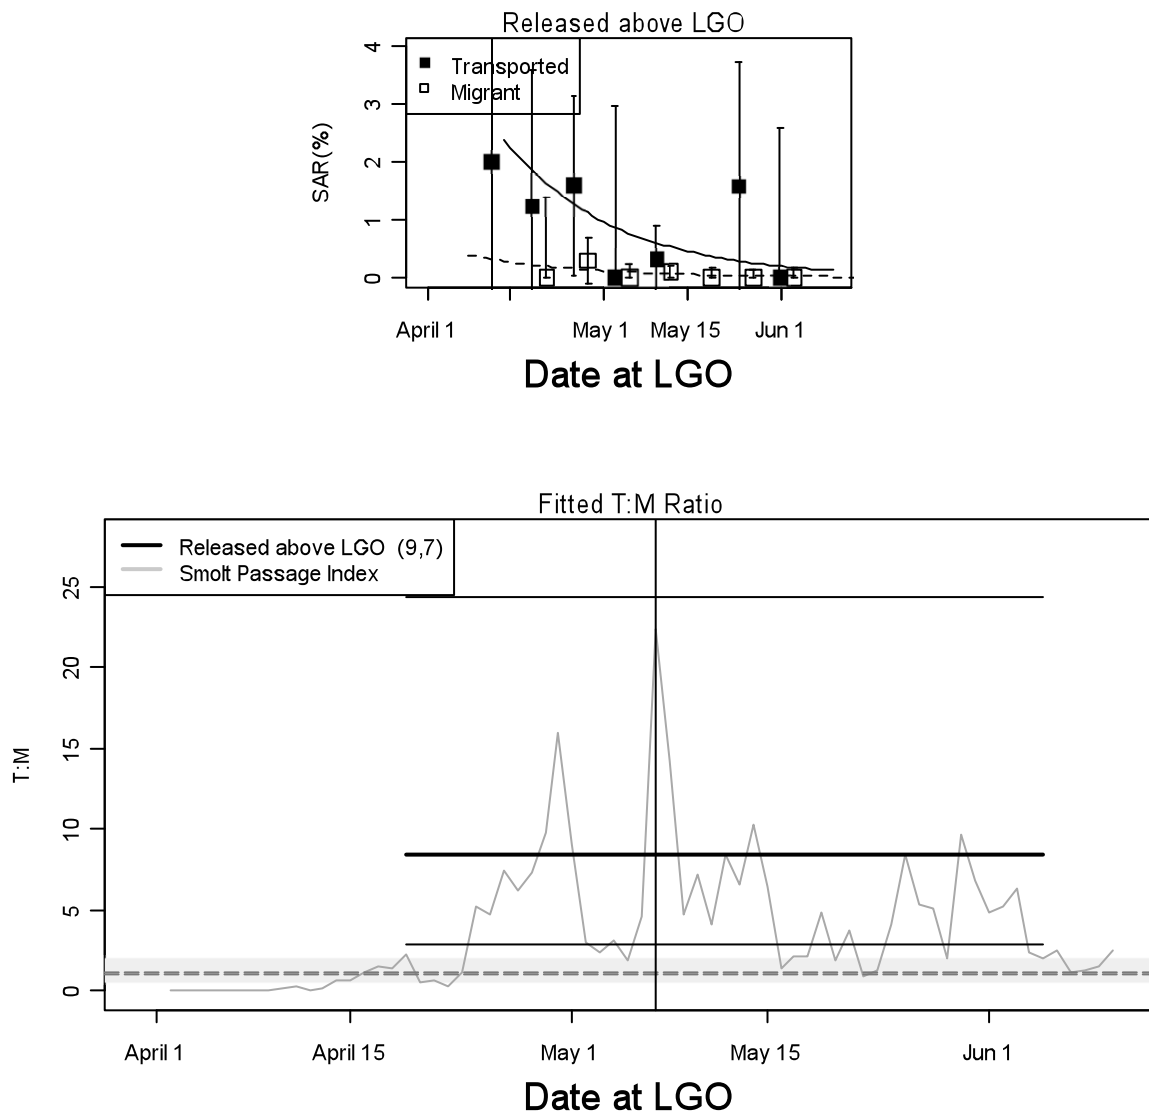 Released above LGO
4
Transported
Migrant
3
SAR(%)
2
1
0
April 1 May 1 May 15 Jun 1
Date at LGO
Fitted T:M Ratio
Released above LGO (9,7)
Smolt Passage Index
25
20
T:M
15
10
5
0
April 1 April 15 May 1 May 15 Jun 1
Date at LGO